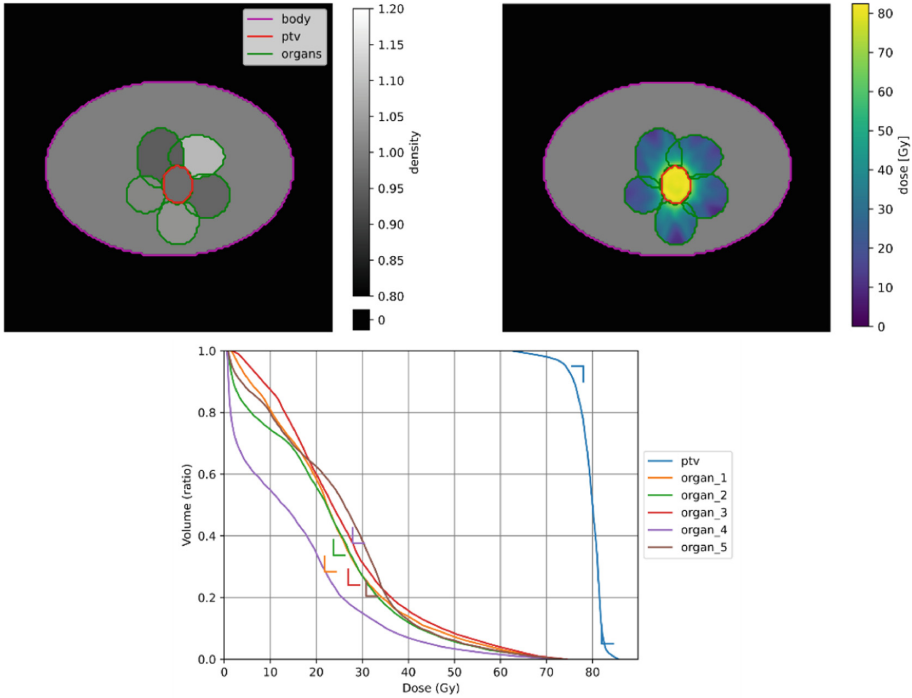 body
ptv
organs
1.20
1.15
1.10
1.05
1.00
0.95
0.90
0.85
0.80
0
density
80
70
60
50
40
30
20
10
0
dose [Gy]
1.0
0.8
0.6
0.4
0.2
0.0
Volume (ratio)
0 10 20 30 40 50 60 70 80
Dose (Gy)
ptv
organ_1
organ_2
organ_3
organ_4
organ_5